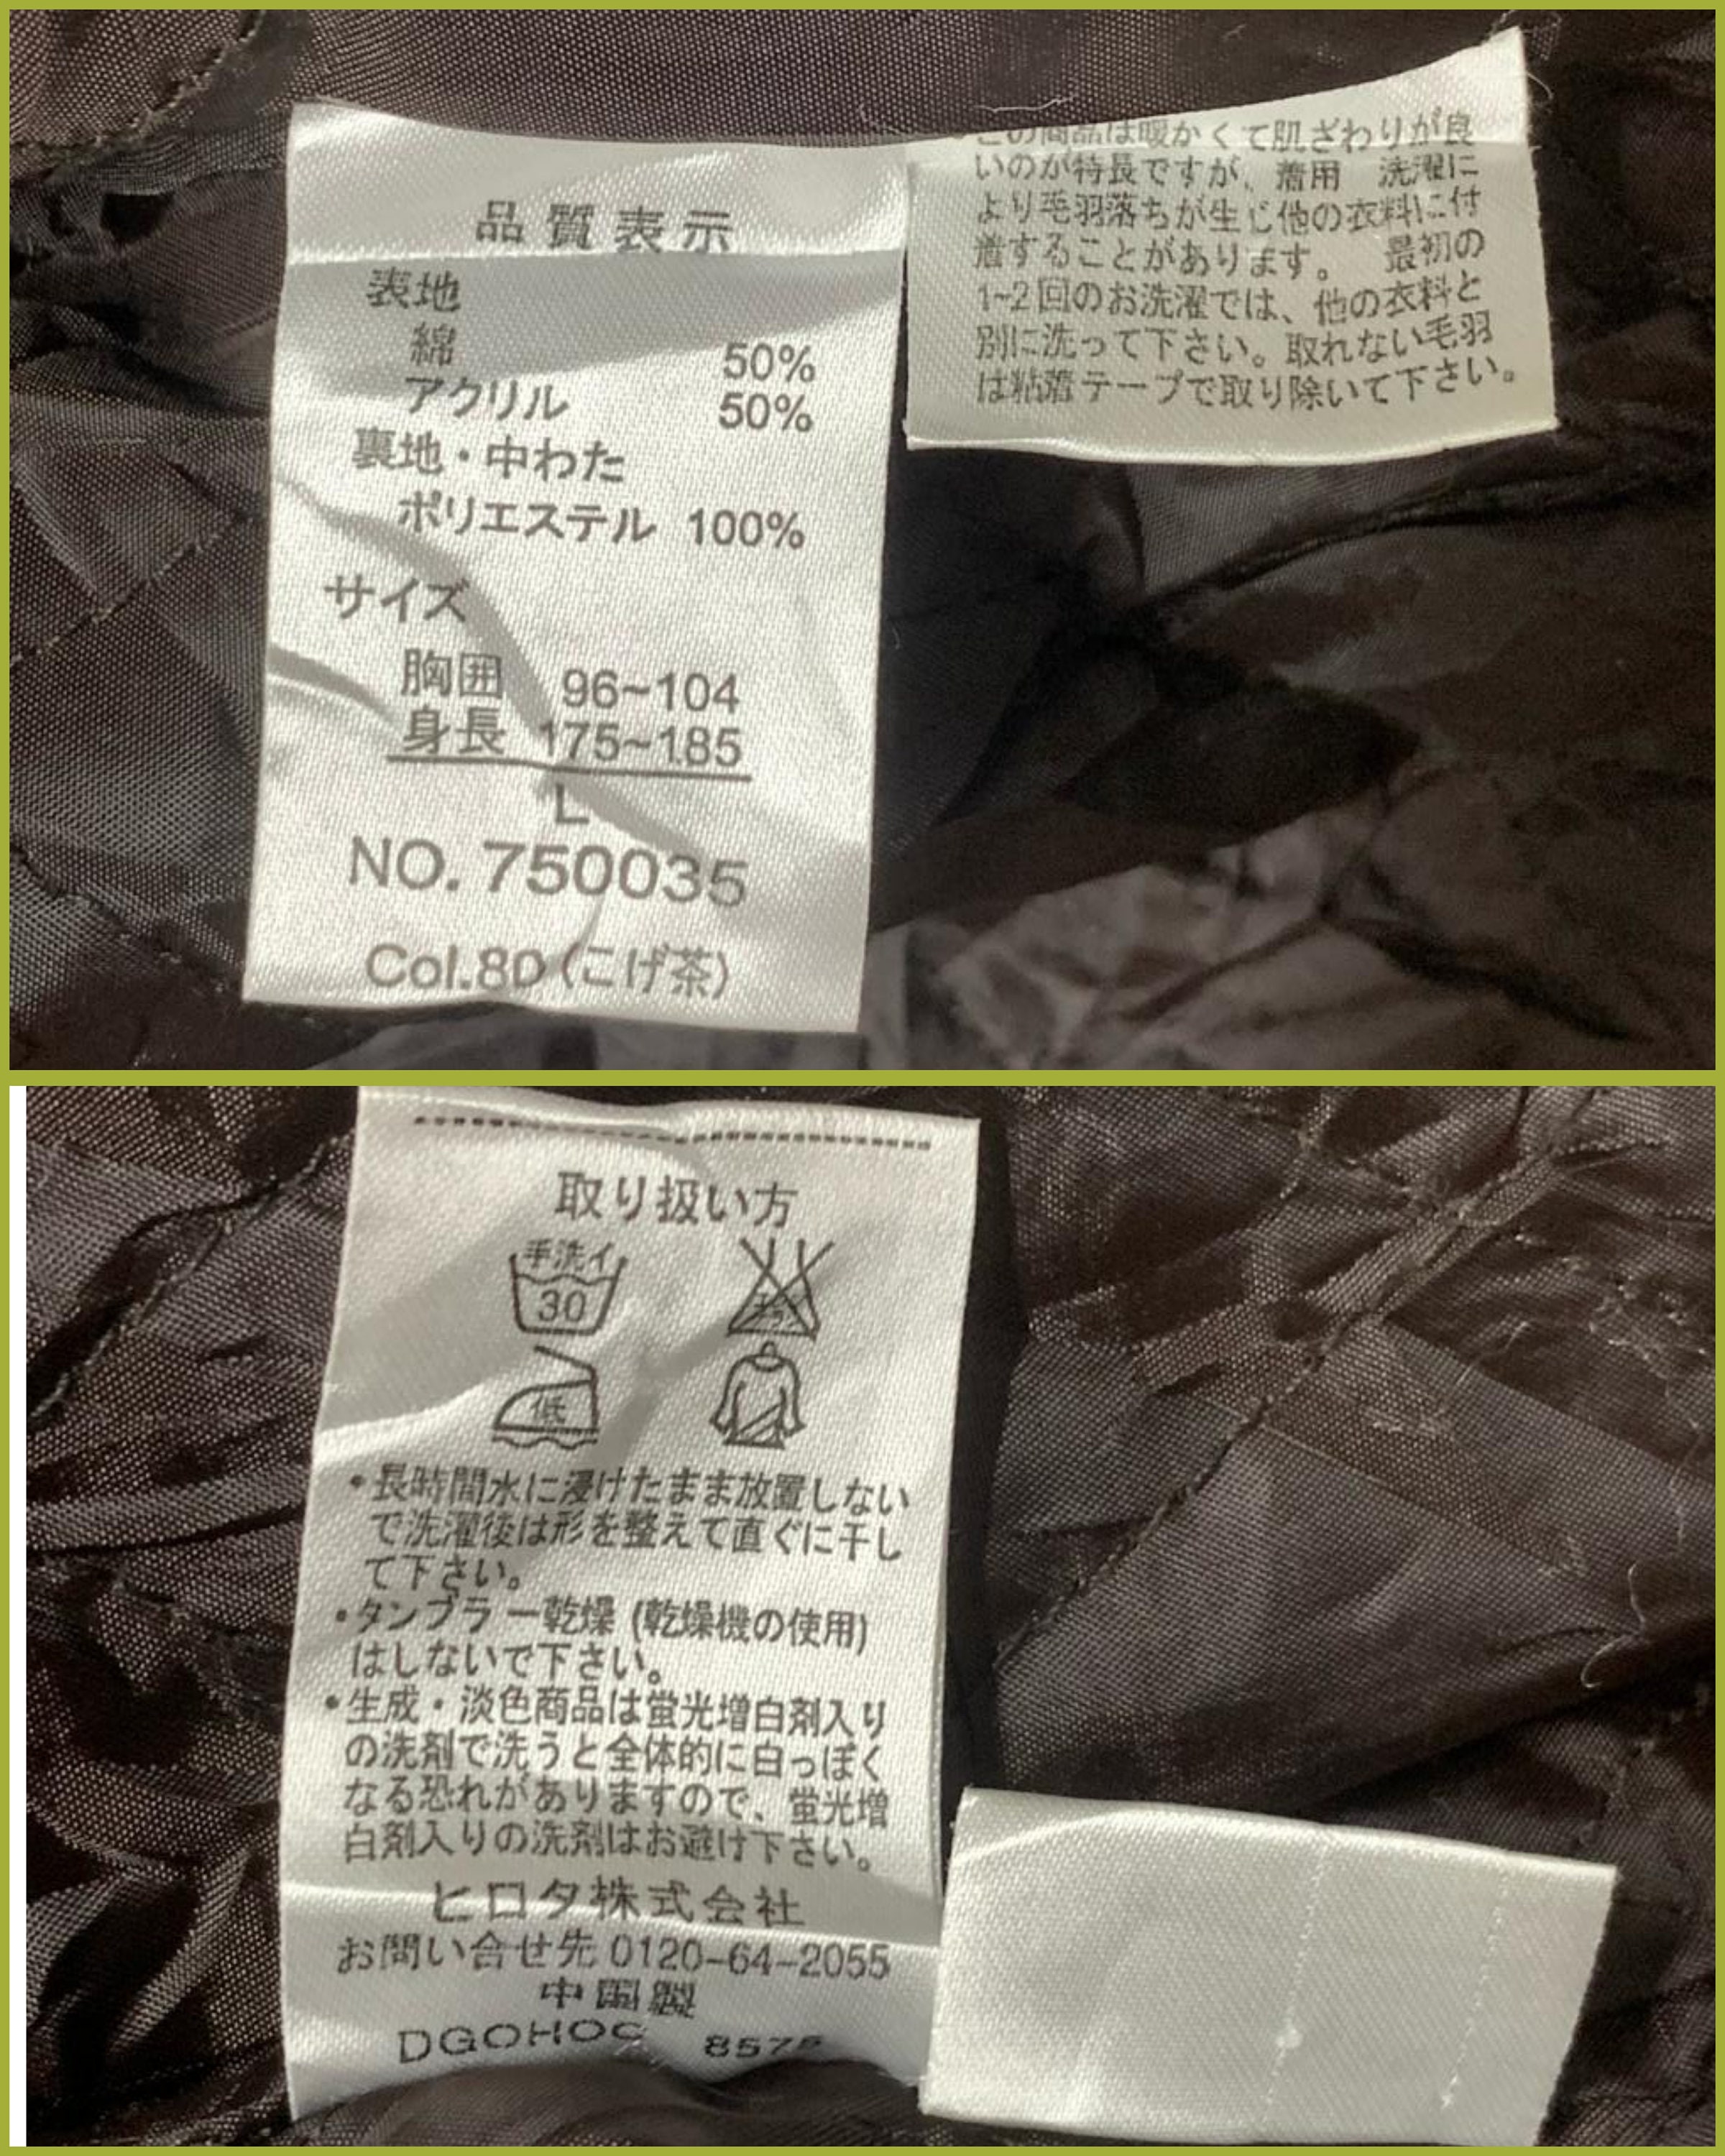 品質表示
表地
綿 50%
アクリル 50%
裏地・中わた
ポリエステル 100%
サイズ
胸囲 96~104
身長 175~185
L
NO. 750035
Col.80(こげ茶)
この商品は暖かくて肌ざわりが良
いのが特長ですが、着用 洗濯に
より毛羽落ちが生じ他の衣料に付
着することがあります。 最初の
1~2回のお洗濯では、他の衣料と
別に洗って下さい。取れない毛羽
は粘着テープで取り除いて下さい。
取り扱い方
手洗イ
30
低
•長時間水に浸けたまま放置しない
で洗濯後は形を整えて直ぐに干し
て下さい。
•タンブラー乾燥 (乾燥機の使用)
はしないで下さい。
•生成・淡色商品は蛍光増白剤入り
の洗剤で洗うと全体的に白っぽく
なる恐れがありますので、蛍光増
白剤入りの洗剤はお避け下さい。
ヒロタ株式会社
お問い合せ先 0120-64-2055
中国製